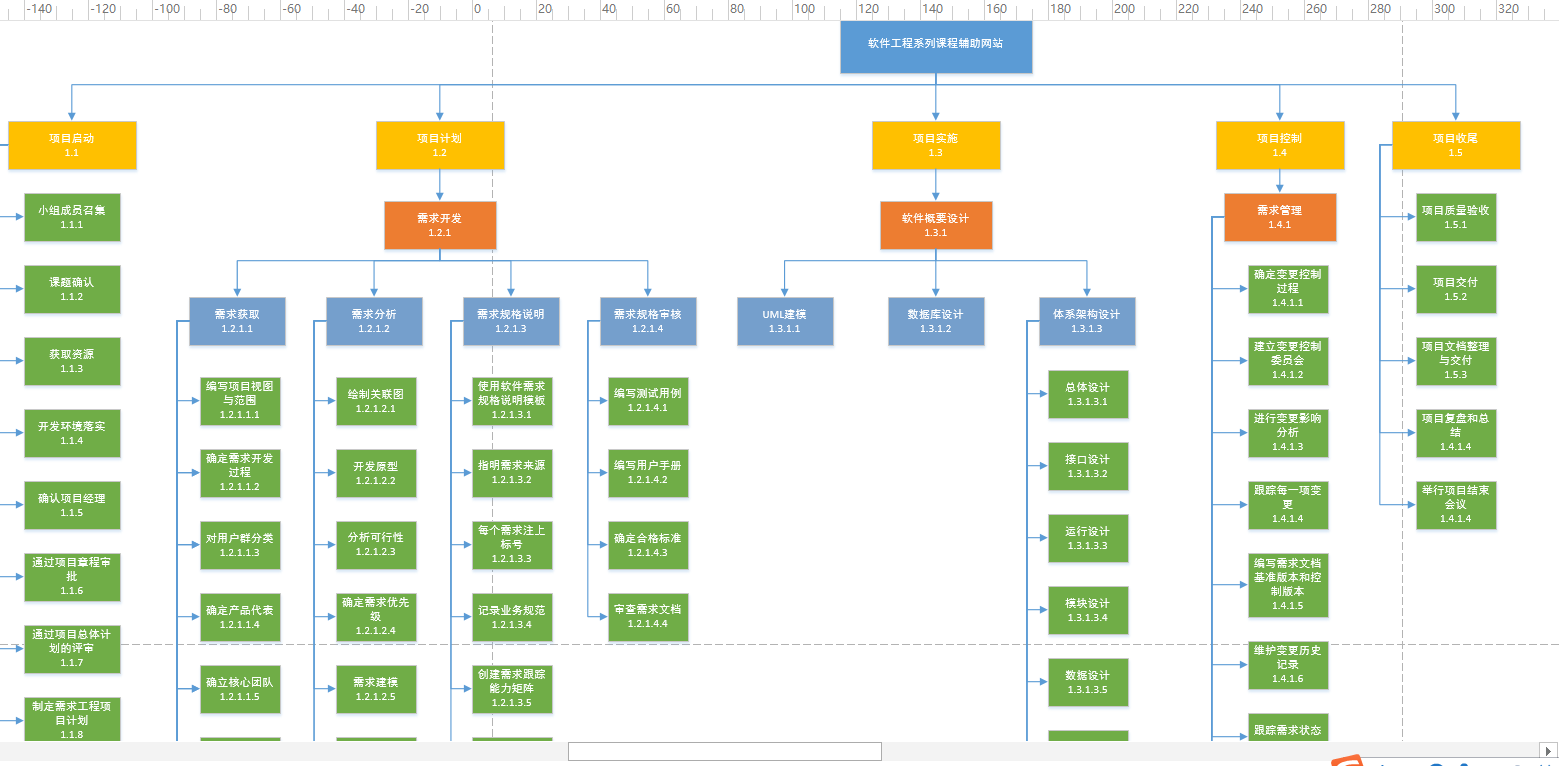 -140 -120 -100 -80 -60 -40 -20 0 20 40 60 80 100 120 140 160 180 200 220 240 260 280 300 320
软件工程系列课程辅助网站
项目启动
1.1
项目计划
1.2
项目实施
1.3
项目控制
1.4
项目收尾
1.5
小组成员召集
1.1.1
课题确认
1.1.2
获取资源
1.1.3
开发环境落实
1.1.4
确认项目经理
1.1.5
通过项目章程审
批
1.1.6
通过项目总体计
划的评审
1.1.7
制定需求工程项
目计划
1.1.8
需求开发
1.2.1
需求获取
1.2.1.1
编写项目视图
与范围
1.2.1.1.1
确定需求开发
过程
1.2.1.1.2
对用户群分类
1.2.1.1.3
确定产品代表
1.2.1.1.4
确立核心团队
1.2.1.1.5
需求分析
1.2.1.2
绘制关联图
1.2.1.2.1
开发原型
1.2.1.2.2
分析可行性
1.2.1.2.3
确定需求优先
级
1.2.1.2.4
需求建模
1.2.1.2.5
需求规格说明
1.2.1.3
使用软件需求
规格说明模板
1.2.1.3.1
指明需求来源
1.2.1.3.2
每个需求注上
标号
1.2.1.3.3
记录业务规范
1.2.1.3.4
创建需求跟踪
能力矩阵
1.2.1.3.5
需求规格审核
1.2.1.4
编写测试用例
1.2.1.4.1
编写用户手册
1.2.1.4.2
确定合格标准
1.2.1.4.3
审查需求文档
1.2.1.4.4
软件概要设计
1.3.1
UML建模
1.3.1.1
数据库设计
1.3.1.2
体系架构设计
1.3.1.3
总体设计
1.3.1.3.1
接口设计
1.3.1.3.2
运行设计
1.3.1.3.3
模块设计
1.3.1.3.4
数据设计
1.3.1.3.5
需求管理
1.4.1
确定变更控制
过程
1.4.1.1
建立变更控制
委员会
1.4.1.2
进行变更影响
分析
1.4.1.3
跟踪每一项变
更
1.4.1.4
编写需求文档
基准版本和控
制版本
1.4.1.5
维护变更历史
记录
1.4.1.6
跟踪需求状态
项目质量验收
1.5.1
项目交付
1.5.2
项目文档整理
与交付
1.5.3
项目复盘和总
结
1.4.1.4
举行项目结束
会议
1.4.1.4